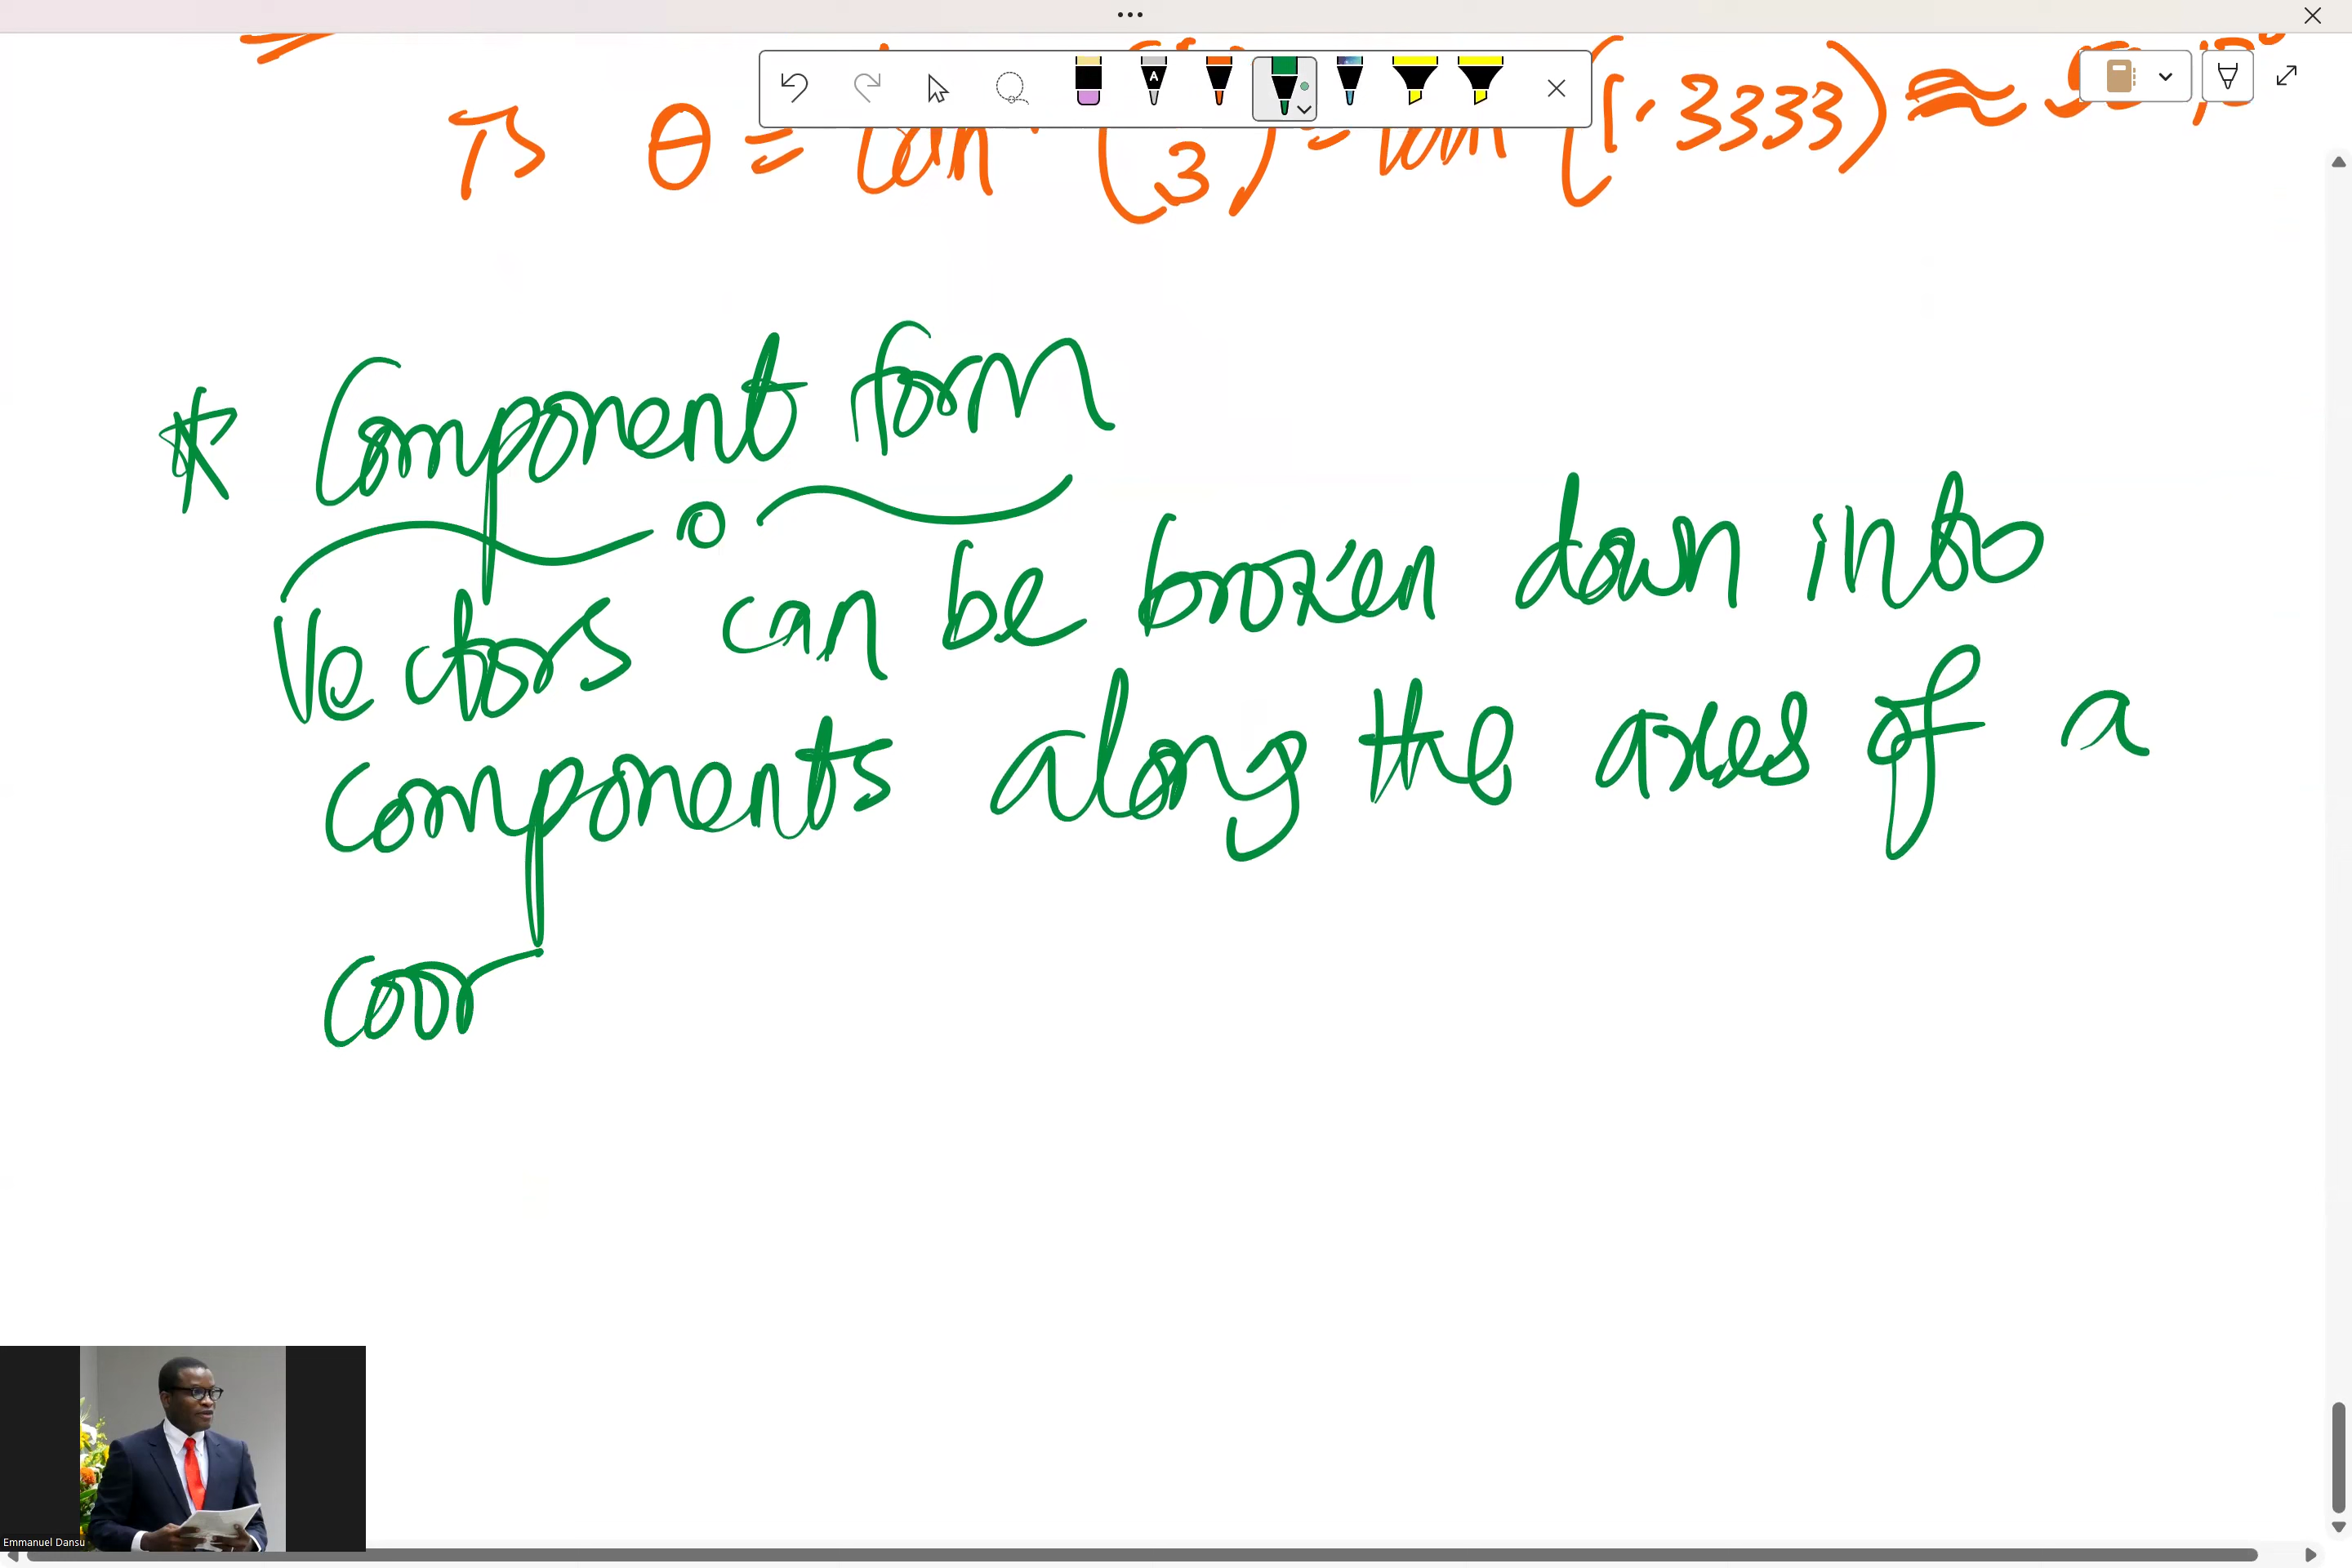 A
⇒ θ = tan ( 3 ) = tan (1.3333) ≈
* Component form
Vectors can be broken down into
components along the axes of a
coor
Emmanuel Dansu